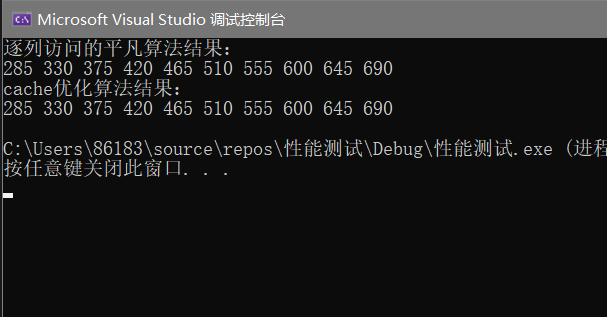 Microsoft Visual Studio 调试控制台
逐列访问的平凡算法结果:
285 330 375 420 465 510 555 600 645 690
cache优化算法结果:
285 330 375 420 465 510 555 600 645 690
C:\Users\86183\source\repos\性能测试\Debug\性能测试.exe (进程
按任意键关闭此窗口. . .